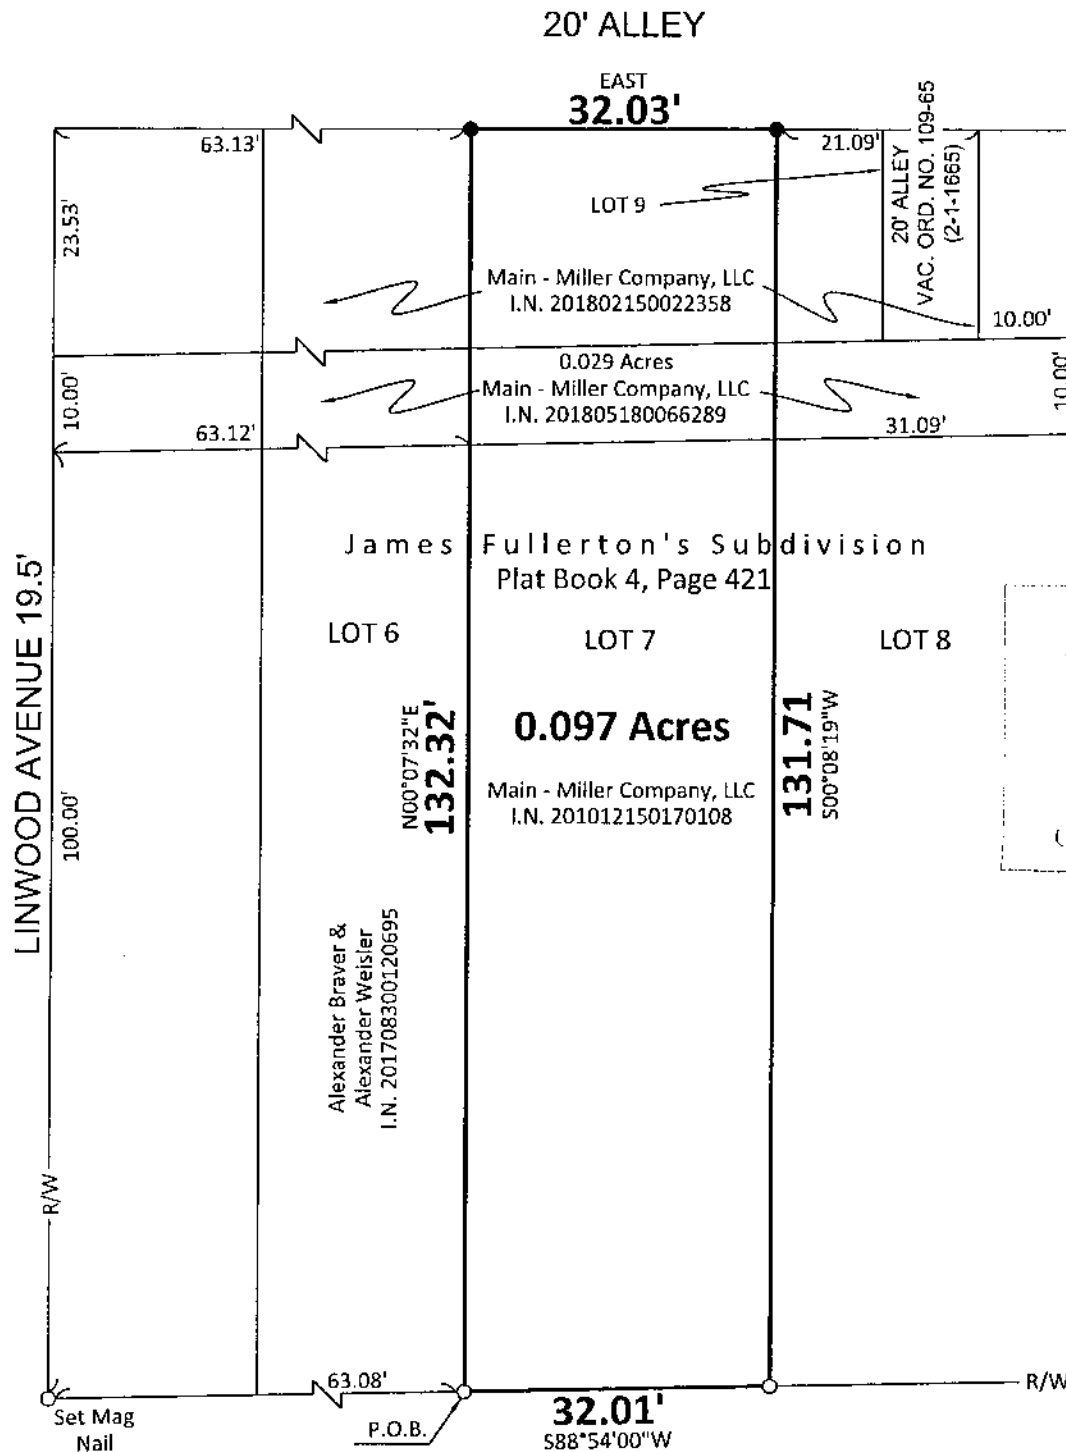 20' ALLEY
EAST
32.03'
63.13'
21.09'
20' ALLEY
VAC. ORD. NO. 109-65
(2-1-1665)
23.53'
LOT 9
Main - Miller Company, LLC
I.N. 201802150022358
10.00'
0.029 Acres
Main - Miller Company, LLC
I.N. 201805180066289
10.00'
10.00'
63.12'
31.09'
James Fullerton's Subdivision
Plat Book 4, Page 421
LOT 6
LOT 7
LOT 8
LINWOOD AVENUE 19.5'
100.00'
N00°07'32"E
132.32'
0.097 Acres
131.71
S00°08'19"W
Main - Miller Company, LLC
I.N. 201012150170108
Alexander Braver &
Alexander Weisler
I.N. 201708300120695
R/W
63.08'
R/W
Set Mag
Nail
P.O.B.
32.01'
S88°54'00"W